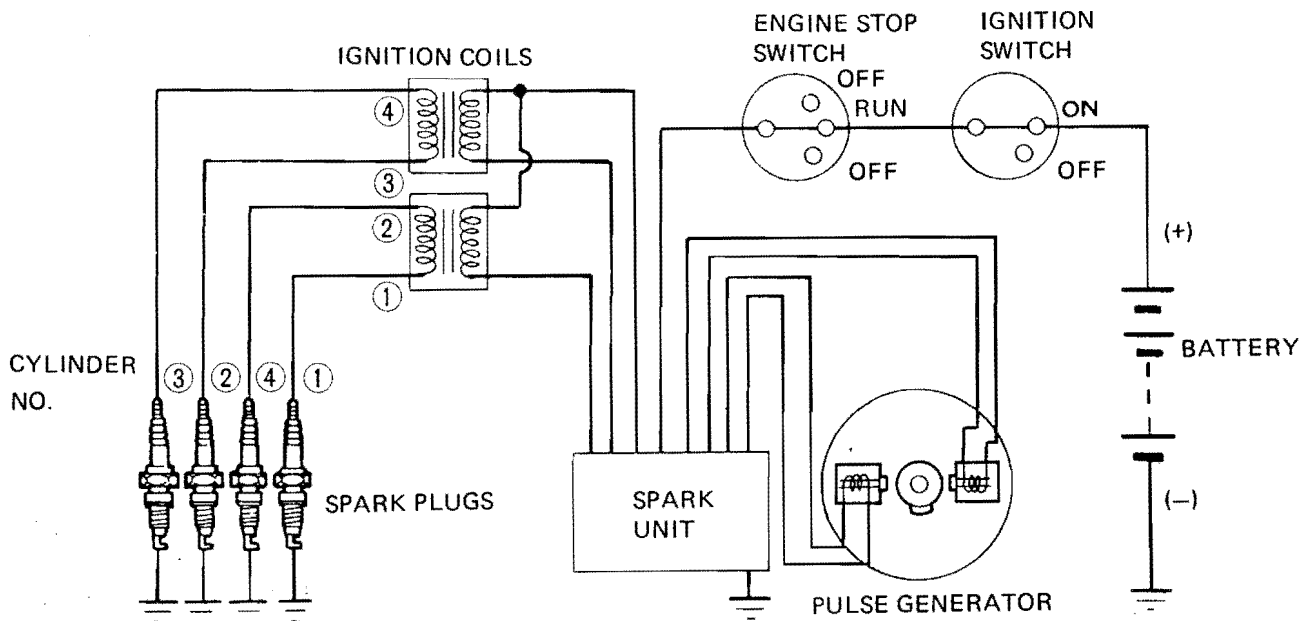 ENGINE STOP
SWITCH
IGNITION
SWITCH
IGNITION COILS
OFF
RUN
OFF
ON
OFF
④
③
②
①
(+)
BATTERY
(—)
CYLINDER
NO.
③ ② ④ ①
SPARK PLUGS
SPARK
UNIT
PULSE GENERATOR